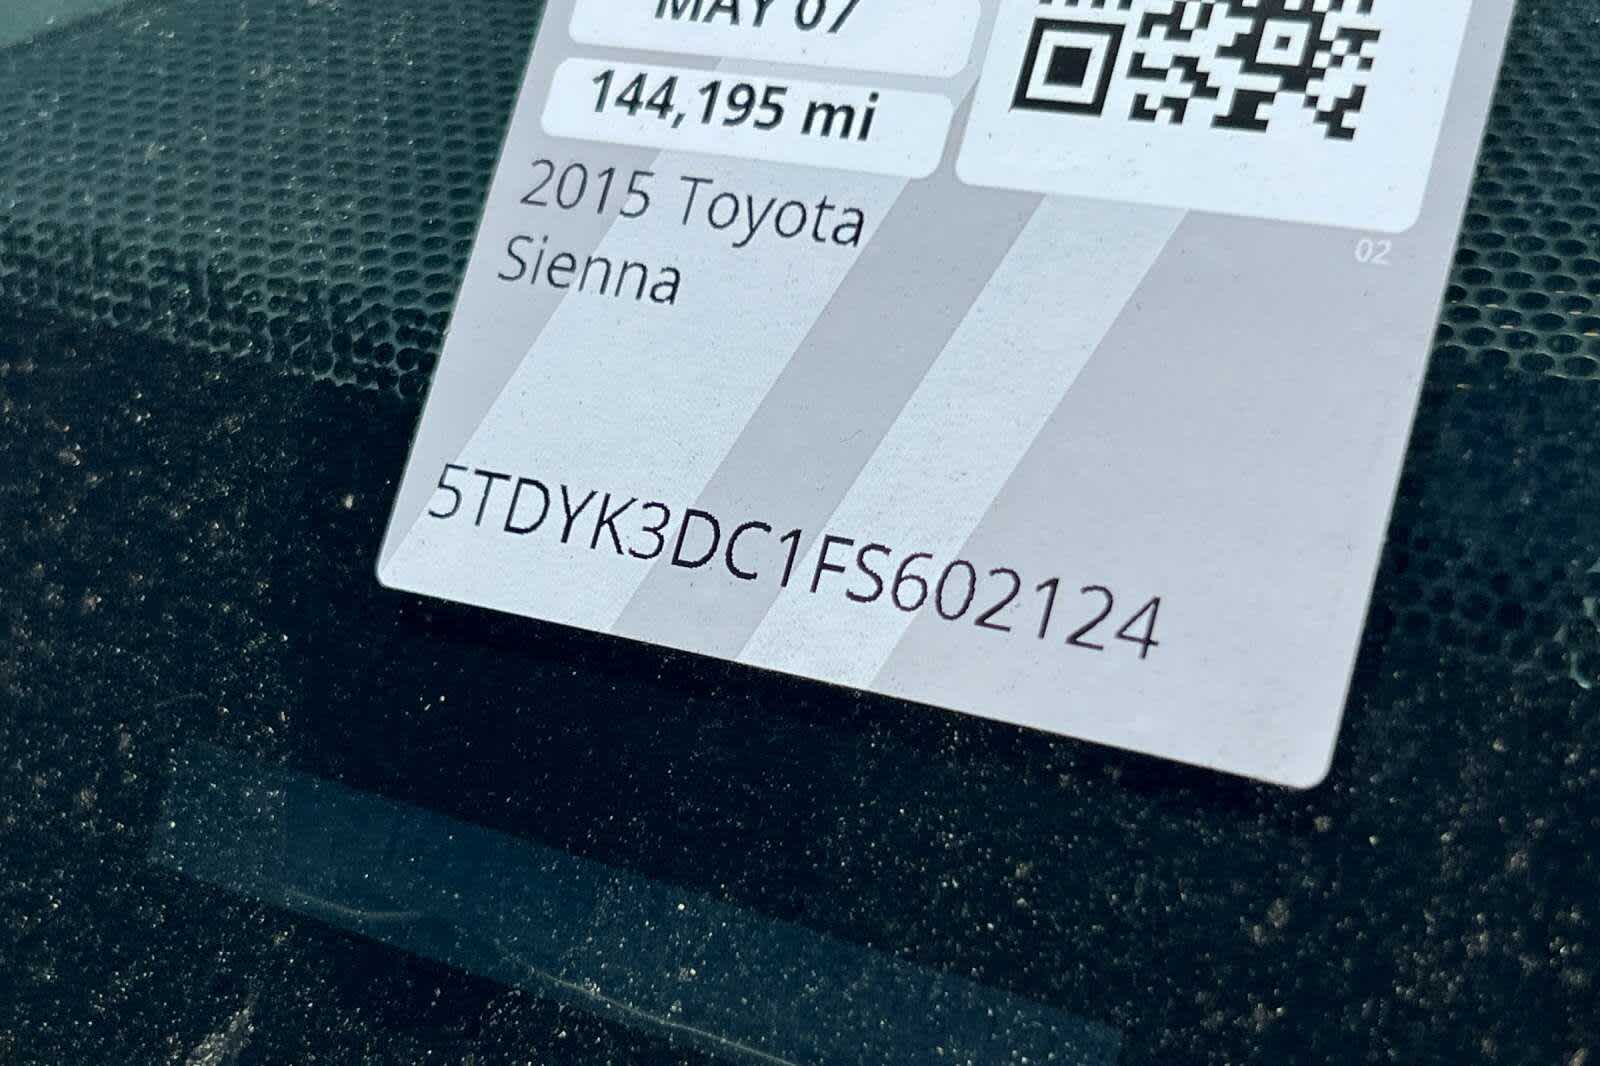 MAY 07
144,195 mi
2015 Toyota
Sienna
02
5TDYK3DC1FS602124